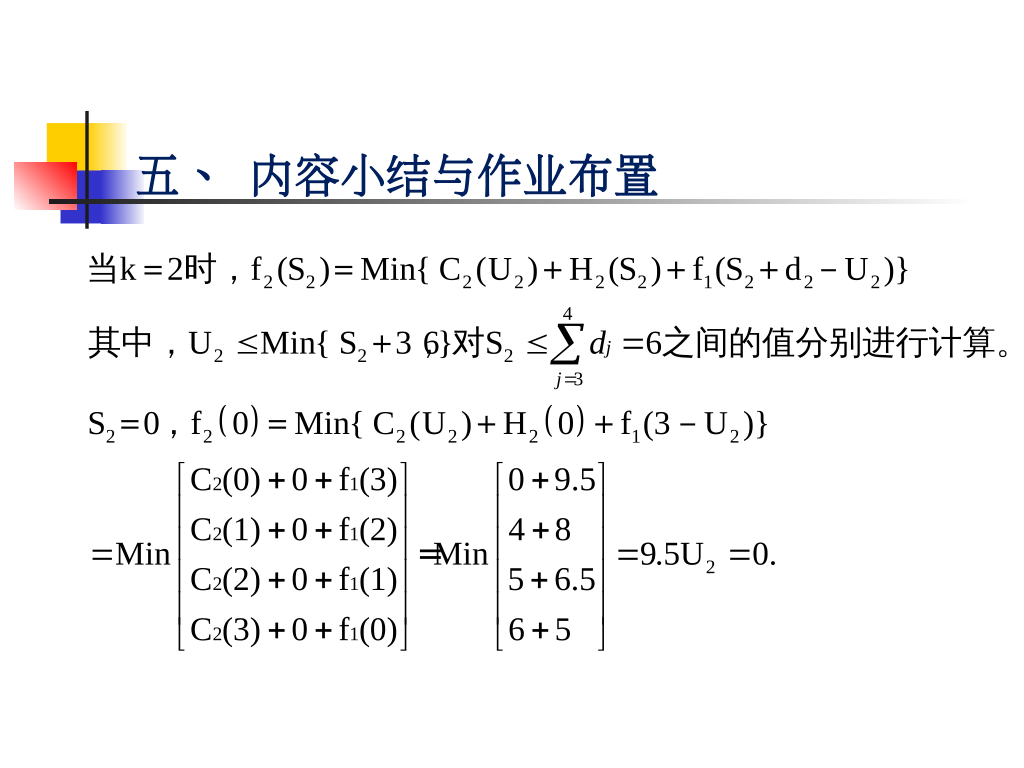 五、 内容小结与作业布置
当k＝2时，f₂(S₂)＝Min{ C₂(U₂)＋H₂(S₂)＋f₁(S₂＋d₂－U₂)}
其中，U₂ ≤Min{ S₂＋3，6}对S₂ ≤∑_{j=3}^{4} dⱼ =6之间的值分别进行计算。
S₂＝0，f₂(0)＝Min{ C₂(U₂)＋H₂(0)＋f₁(3－U₂)}
=Min [C₂(0)+0+f₁(3) =Min [0+9.5 =9.5U₂ =0.
C₂(1)+0+f₁(2) 4+8
C₂(2)+0+f₁(1) 5+6.5
C₂(3)+0+f₁(0)] 6+5]